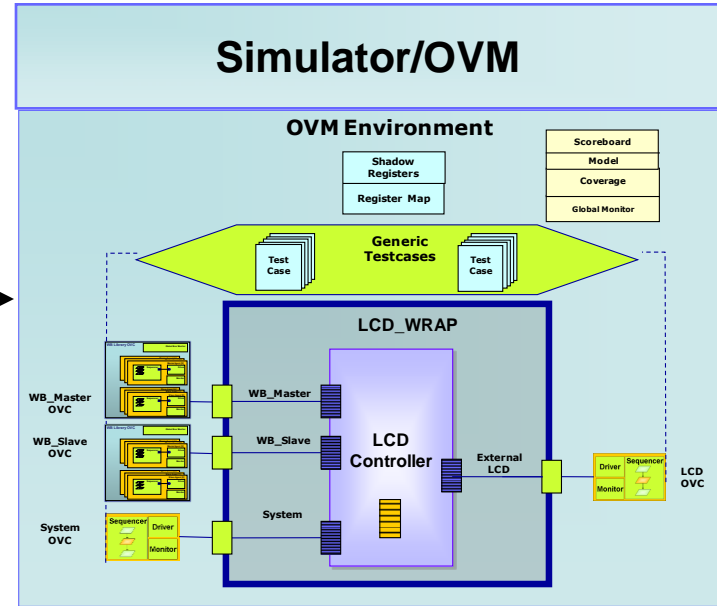 Simulator/OVM
OVM Environment
Shadow
Registers
Register Map
Scoreboard
Model
Coverage
Global Monitor
Generic
Testcases
Test
Case
Test
Case
LCD_WRAP
WB_Master
OVC
WB_Slave
OVC
System
OVC
WB_Master
WB_Slave
System
LCD
Controller
External
LCD
Sequencer
Driver
Monitor
Driver
Sequencer
Monitor
LCD
OVC